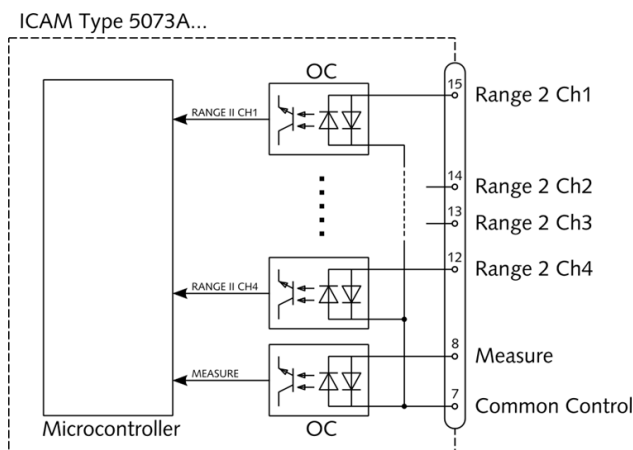 ICAM Type 5073A...
OC
15
Range 2 Ch1
RANGE II CH1
14
Range 2 Ch2
13
Range 2 Ch3
12
Range 2 Ch4
RANGE II CH4
8
Measure
MEASURE
7
Common Control
Microcontroller
OC